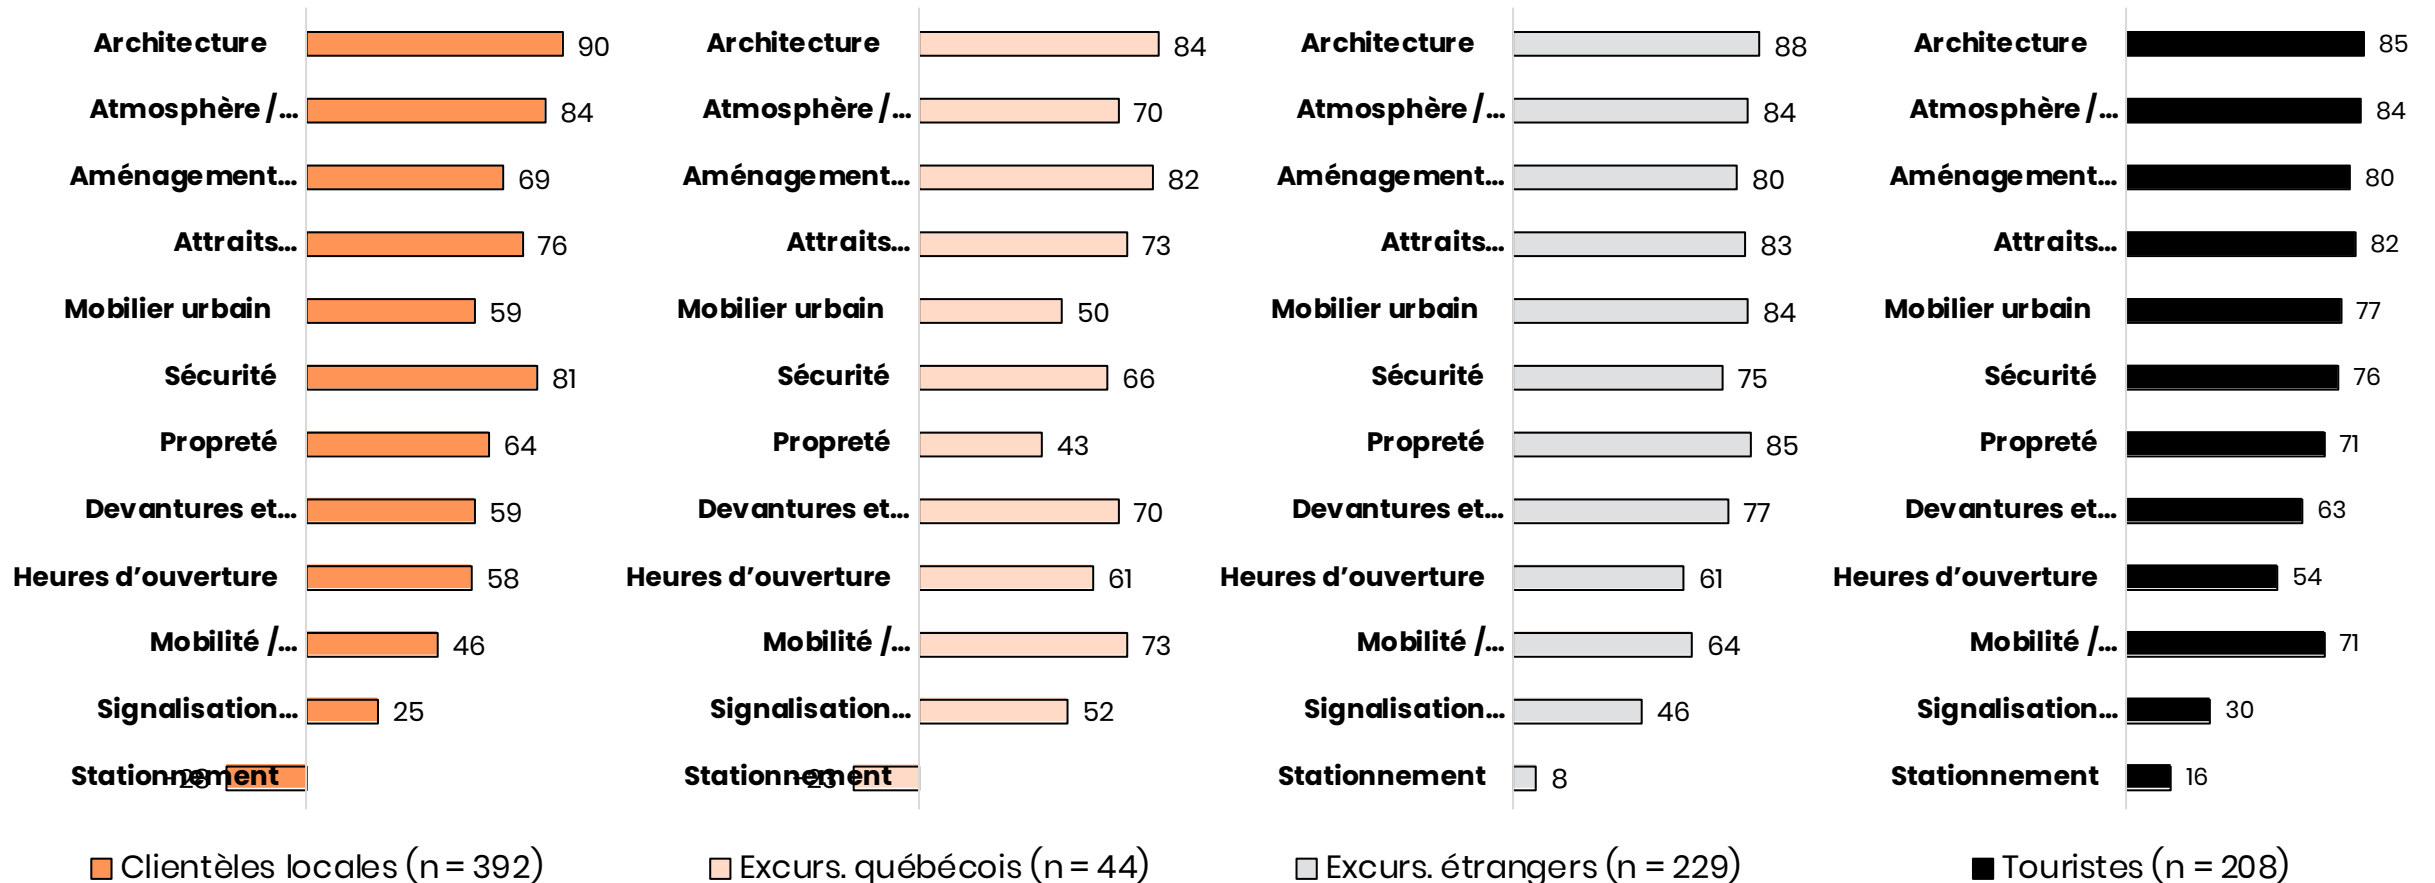 Architecture 90
Atmosphère /... 84
Aménagement... 69
Attraits... 76
Mobilier urbain 59
Sécurité 81
Propreté 64
Devantures et... 59
Heures d’ouverture 58
Mobilité /... 46
Signalisation... 25
Stationnement -28
Clientèles locales (n = 392)
Architecture 84
Atmosphère /... 70
Aménagement... 82
Attraits... 73
Mobilier urbain 50
Sécurité 66
Propreté 43
Devantures et... 70
Heures d’ouverture 61
Mobilité /... 73
Signalisation... 52
Stationnement -23
Excurs. québécois (n = 44)
Architecture 88
Atmosphère /... 84
Aménagement... 80
Attraits... 83
Mobilier urbain 84
Sécurité 75
Propreté 85
Devantures et... 77
Heures d’ouverture 61
Mobilité /... 64
Signalisation... 46
Stationnement 8
Excurs. étrangers (n = 229)
Architecture 85
Atmosphère /... 84
Aménagement... 80
Attraits... 82
Mobilier urbain 77
Sécurité 76
Propreté 71
Devantures et... 63
Heures d’ouverture 54
Mobilité /... 71
Signalisation... 30
Stationnement 16
Touristes (n = 208)